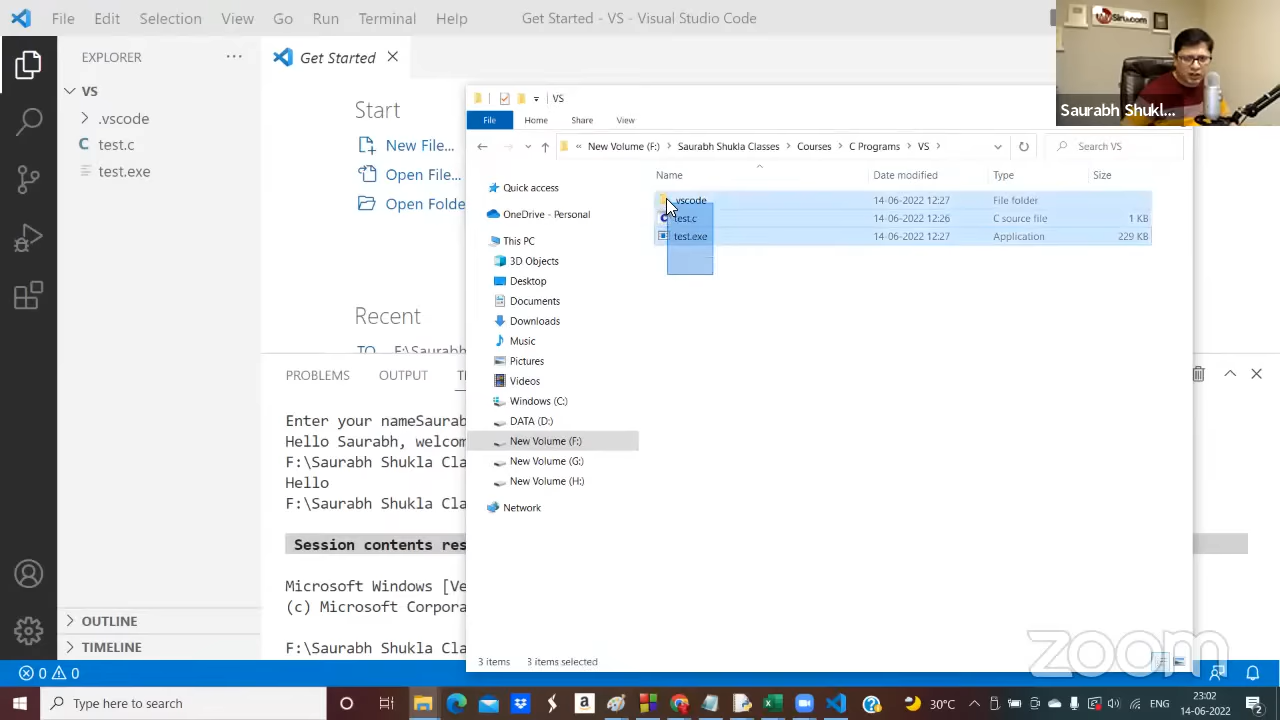 File Edit Selection View Go Run Terminal Help Get Started - VS - Visual Studio Code
MySirG.com
Saurabh Shukl...
EXPLORER ...
VS
.vscode
C test.c
test.exe
OUTLINE
TIMELINE
Get Started
Start
New File...
Open File...
Open Folde
Recent
PROBLEMS OUTPUT
Enter your nameSaurab
Hello Saurabh, welcom
F:\Saurabh Shukla Cla
Hello
F:\Saurabh Shukla Cla
Session contents res
Microsoft Windows [Ve
(c) Microsoft Corpora
F:\Saurabh Shukla Cla
VS
File Home Share View
« New Volume (F:) > Saurabh Shukla Classes > Courses > C Programs > VS > Search VS
Name Date modified Type Size
.vscode 14-06-2022 12:27 File folder
test.c 14-06-2022 12:26 C source file 1 KB
test.exe 14-06-2022 12:27 Application 229 KB
Quick access
OneDrive - Personal
This PC
3D Objects
Desktop
Documents
Downloads
Music
Pictures
Videos
Windows (C:)
DATA (D:)
New Volume (F:)
New Volume (G:)
New Volume (H:)
Network
3 items 3 items selected
zoom
0 0
Type here to search
30°C ENG 23:02
14-06-2022